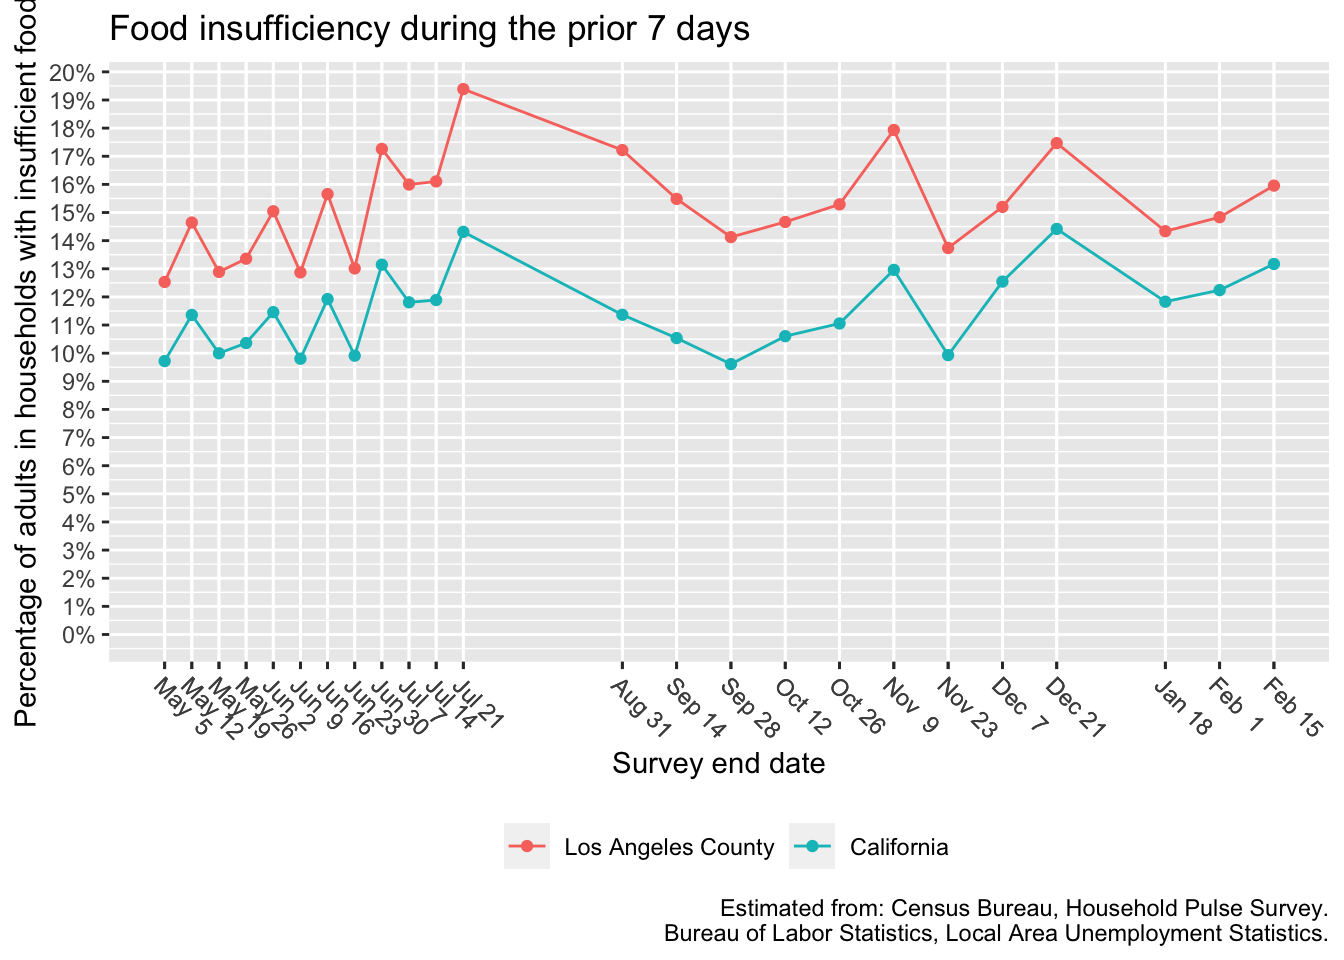 Food insufficiency during the prior 7 days
Percentage of adults in households with insufficient food
20%
19%
18%
17%
16%
15%
14%
13%
12%
11%
10%
9%
8%
7%
6%
5%
4%
3%
2%
1%
0%
May 5
May 12
May 19
May 26
Jun 2
Jun 9
Jun 16
Jun 23
Jun 30
Jul 7
Jul 14
Jul 21
Aug 31
Sep 14
Sep 28
Oct 12
Oct 26
Nov 9
Nov 23
Dec 7
Dec 21
Jan 18
Feb 1
Feb 15
Survey end date
Los Angeles County
California
Estimated from: Census Bureau, Household Pulse Survey.
Bureau of Labor Statistics, Local Area Unemployment Statistics.